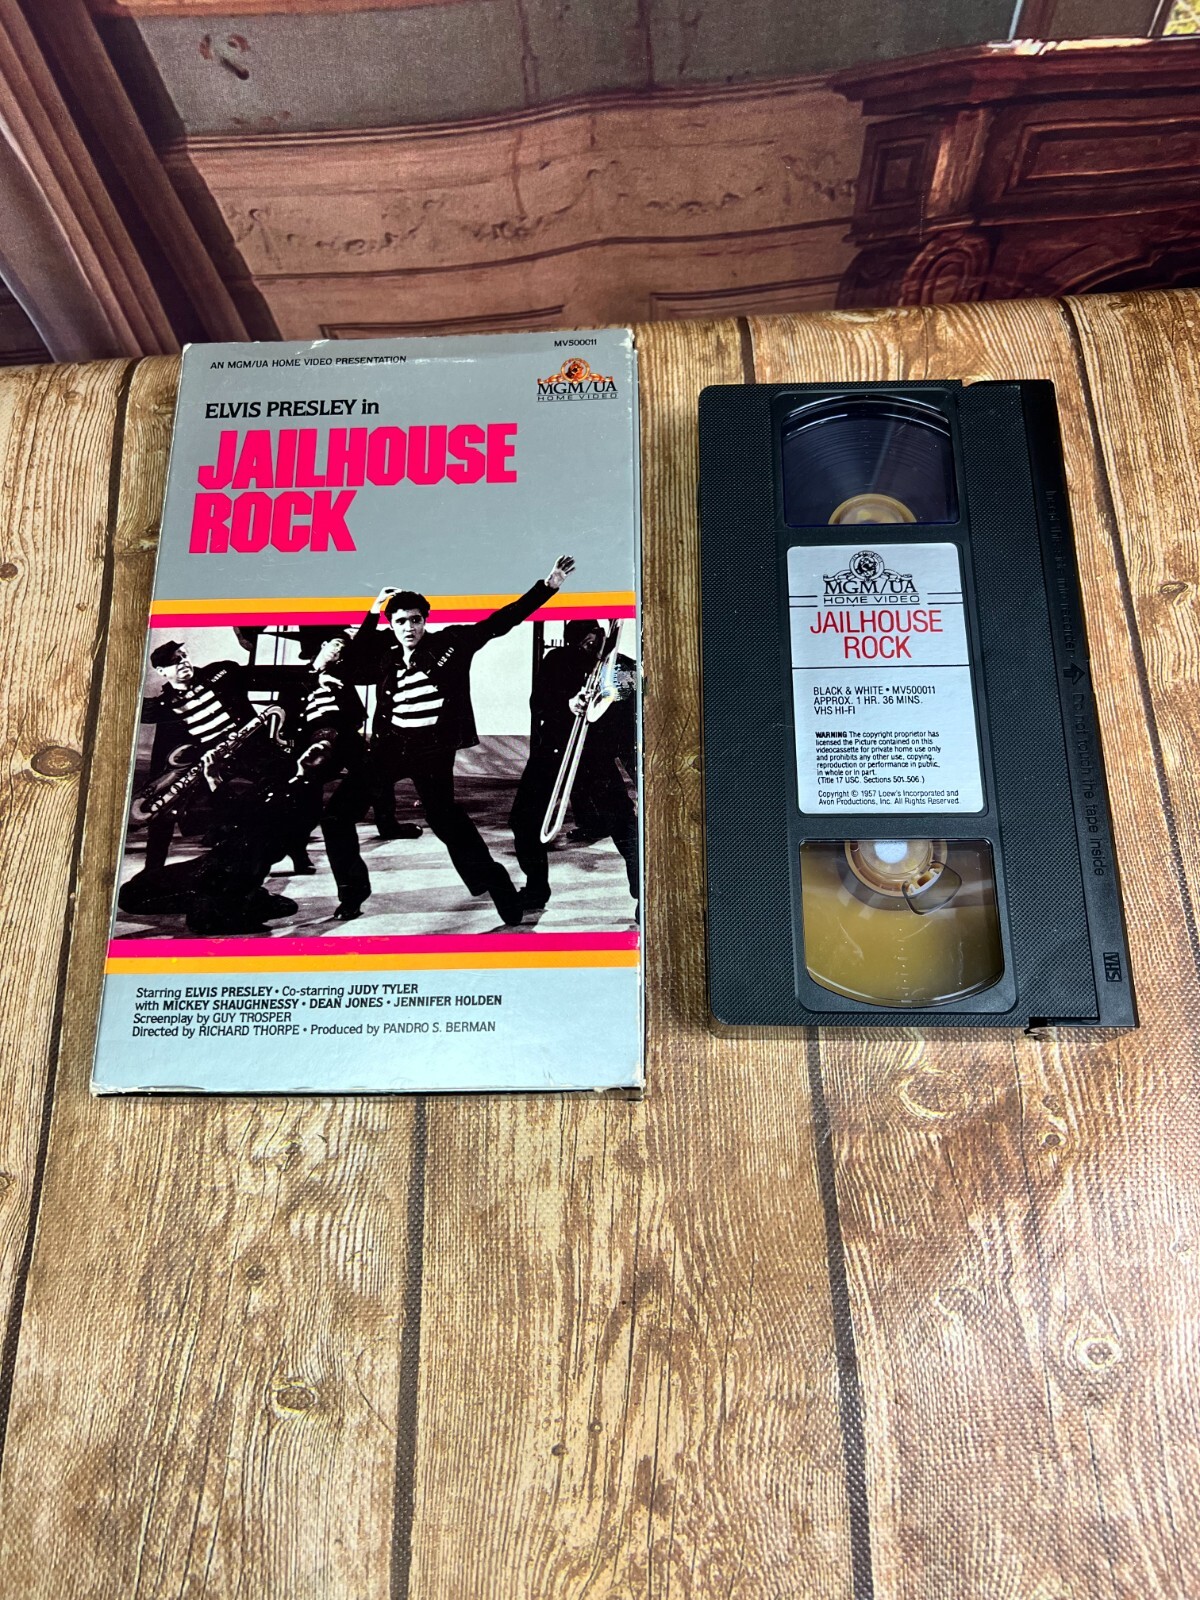 MV500011
AN MGM/UA HOME VIDEO PRESENTATION
MGM/UA
HOME VIDEO
ELVIS PRESLEY in
JAILHOUSE
ROCK
6240
Starring ELVIS PRESLEY • Co-starring JUDY TYLER
with MICKEY SHAUGHNESSY • DEAN JONES • JENNIFER HOLDEN
Screenplay by GUY TROSPER
Directed by RICHARD THORPE • Produced by PANDRO S. BERMAN
MGM/UA
HOME VIDEO
JAILHOUSE
ROCK
BLACK & WHITE • MV500011
APPROX. 1 HR. 36 MINS.
VHS HI-FI
WARNING The copyright proprietor has
licensed the Picture contained on this
videocassette for private home use only
and prohibits any other use, copying,
reproduction or performance in public,
in whole or in part.
(Title 17 USC. Sections 501.506.)
Copyright © 1957 Loew's Incorporated and
Avon Productions, Inc. All Rights Reserved.
Do not touch the tape inside
VHS